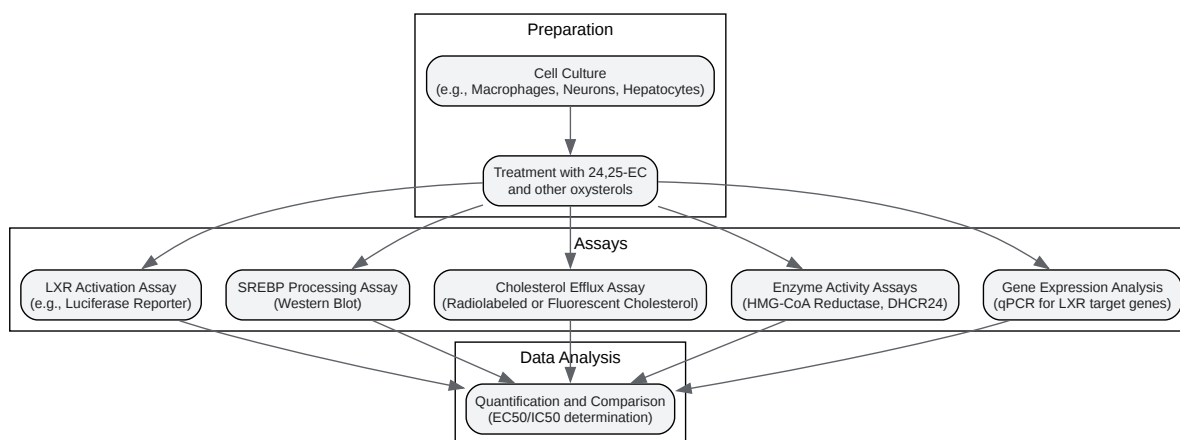 Preparation
Cell Culture
(e.g., Macrophages, Neurons, Hepatocytes)
Treatment with 24,25-EC
and other oxysterols
Assays
LXR Activation Assay
(e.g., Luciferase Reporter)
SREBP Processing Assay
(Western Blot)
Cholesterol Efflux Assay
(Radiolabeled or Fluorescent Cholesterol)
Enzyme Activity Assays
(HMG-CoA Reductase, DHCR24)
Gene Expression Analysis
(qPCR for LXR target genes)
Data Analysis
Quantification and Comparison
(EC50/IC50 determination)